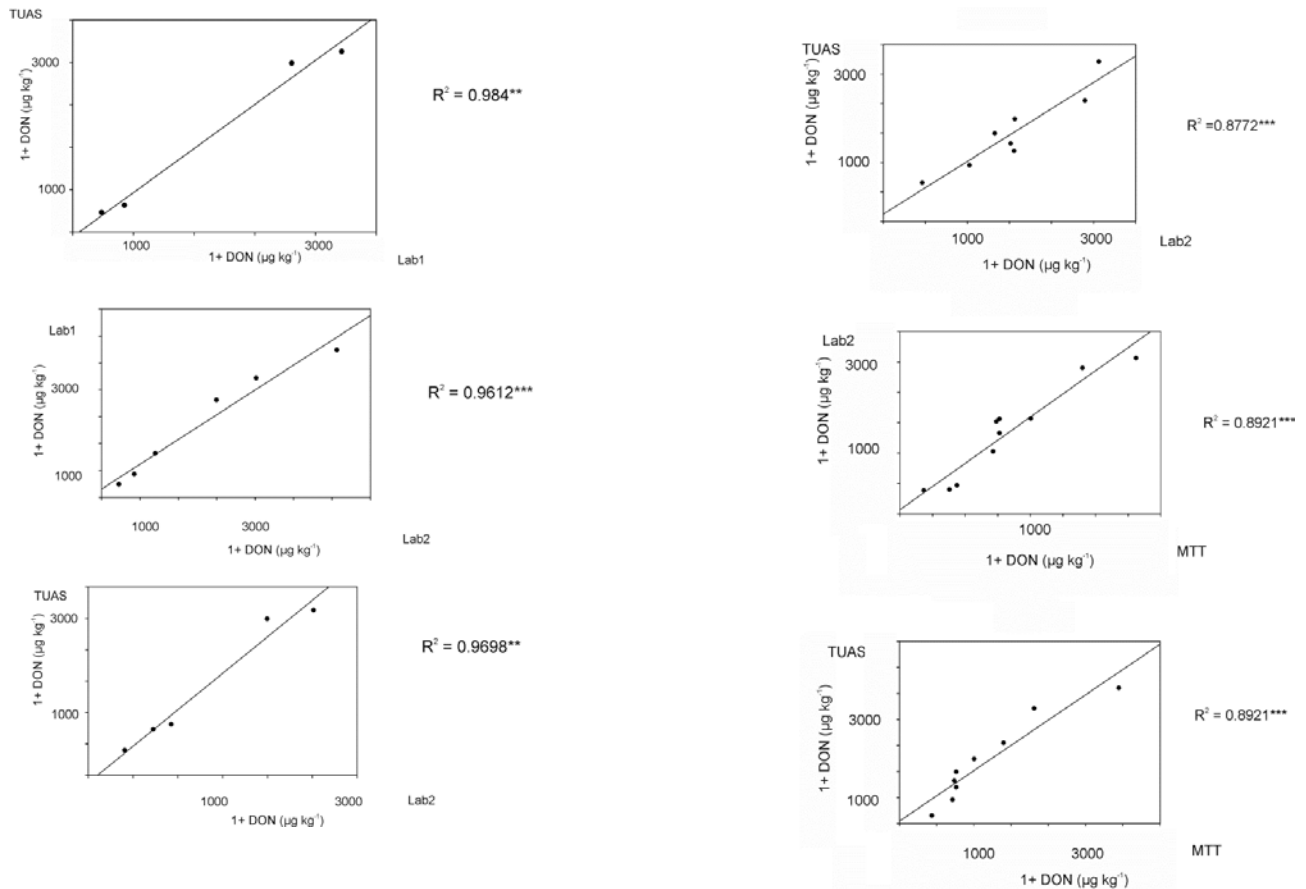 TUAS
1+ DON (µg kg⁻¹)
3000
1000
1000
3000
1+ DON (µg kg⁻¹)
Lab1
R² = 0.984**
Lab1
1+ DON (µg kg⁻¹)
3000
1000
1000
3000
1+ DON (µg kg⁻¹)
Lab2
R² = 0.9612***
TUAS
1+ DON (µg kg⁻¹)
3000
1000
1000
3000
1+ DON (µg kg⁻¹)
Lab2
R² = 0.9698**
TUAS
1+ DON (µg kg⁻¹)
3000
1000
1000
3000
1+ DON (µg kg⁻¹)
Lab2
R² =0.8772***
Lab2
1+ DON (µg kg⁻¹)
3000
1000
1000
1+ DON (µg kg⁻¹)
MTT
R² = 0.8921***
TUAS
1+ DON (µg kg⁻¹)
3000
1000
1000
3000
1+ DON (µg kg⁻¹)
MTT
R² = 0.8921***